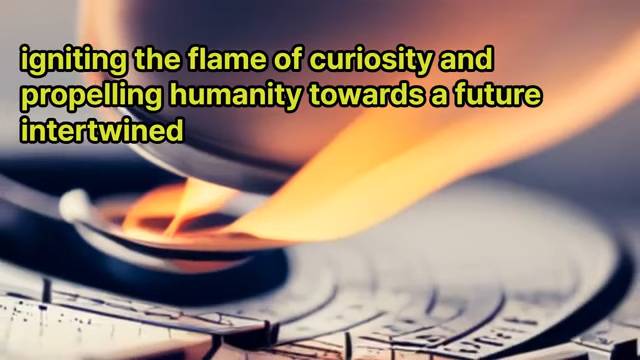 igniting the flame of curiosity and
propelling humanity towards a future
intertwined